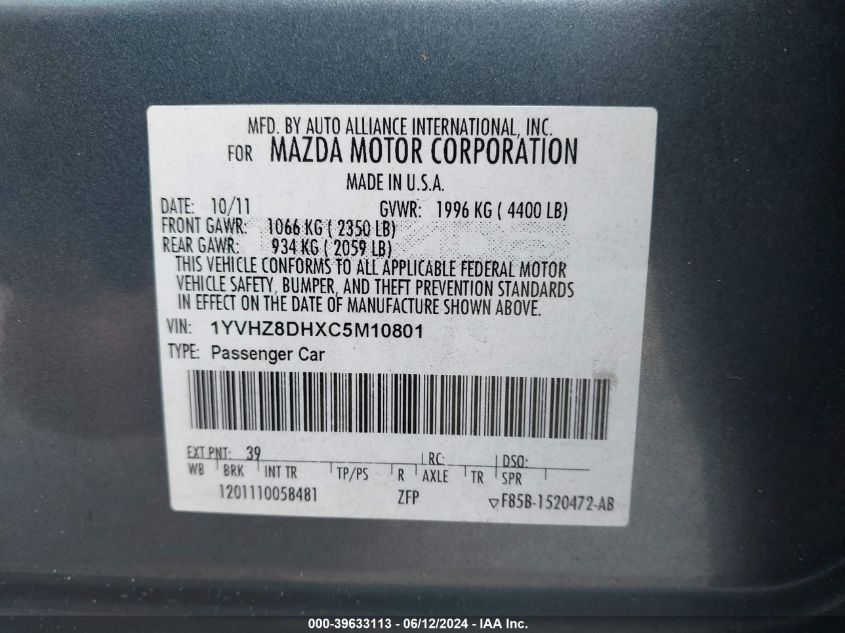 MFD. BY AUTO ALLIANCE INTERNATIONAL, INC.
FOR MAZDA MOTOR CORPORATION
MADE IN U.S.A.
DATE: 10/11 GVWR: 1996 KG ( 4400 LB)
FRONT GAWR: 1066 KG ( 2350 LB)
REAR GAWR: 934 KG ( 2059 LB)
THIS VEHICLE CONFORMS TO ALL APPLICABLE FEDERAL MOTOR
VEHICLE SAFETY, BUMPER, AND THEFT PREVENTION STANDARDS
IN EFFECT ON THE DATE OF MANUFACTURE SHOWN ABOVE.
VIN: 1YVHZ8DHXC5M10801
TYPE: Passenger Car
EXT PNT: 39 RC: DSO:
WB BRK INT TR TP/PS R AXLE TR SPR
1201110058481 ZFP ▽F85B-1520472-AB
000-39633113 - 06/12/2024 - IAA Inc.